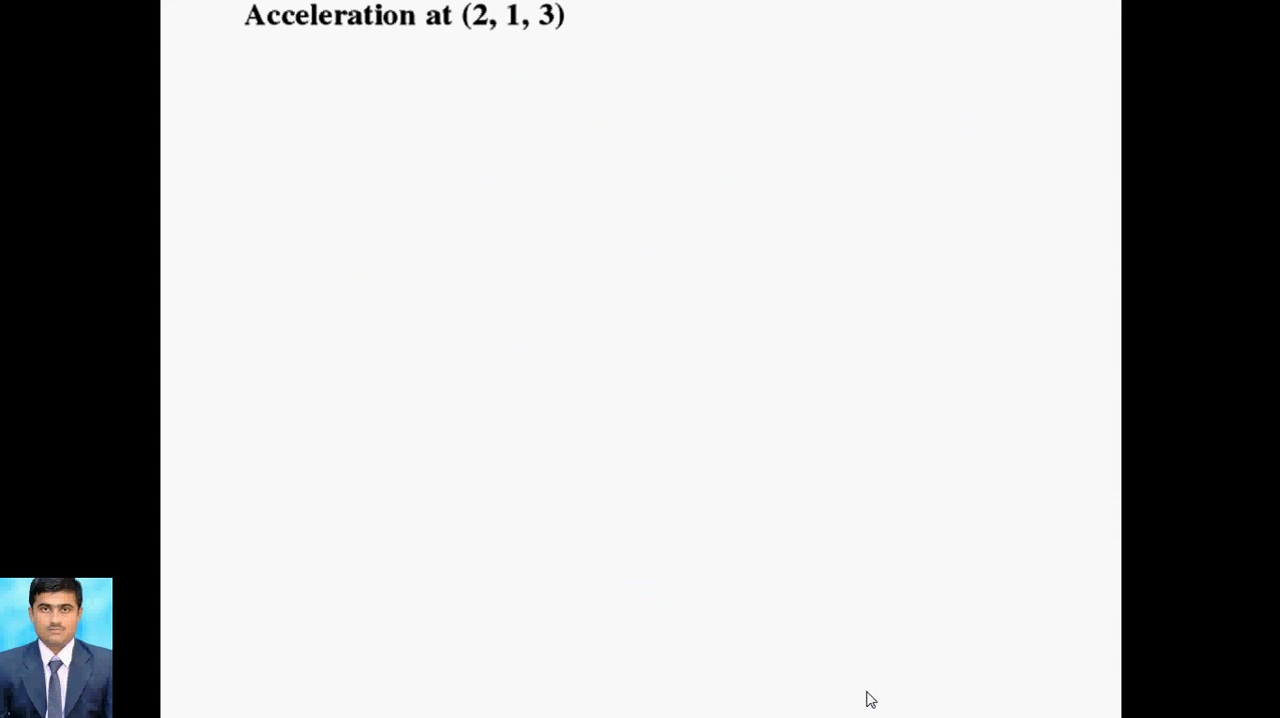 Acceleration at (2, 1, 3)